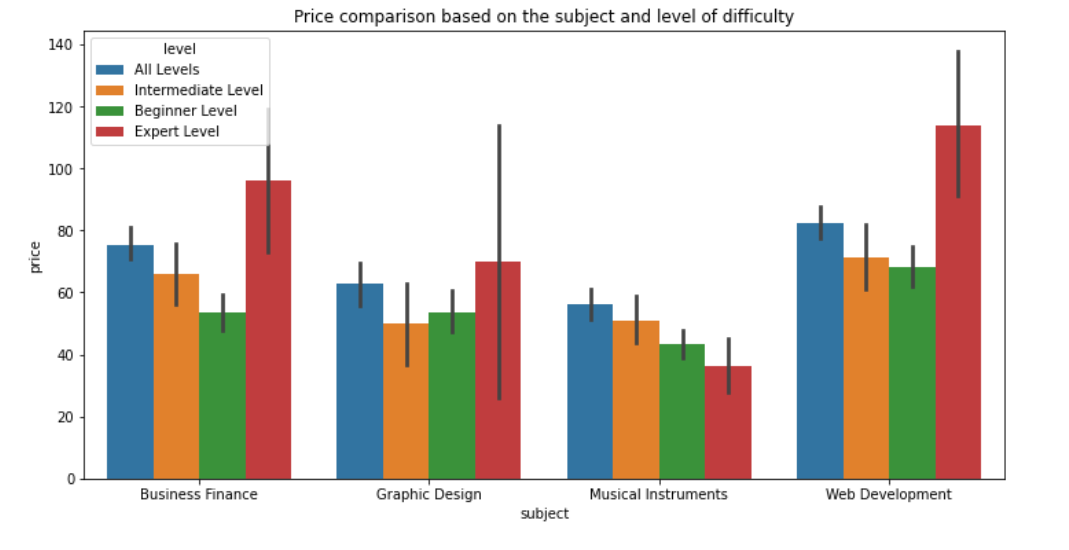 Price comparison based on the subject and level of difficulty
level
All Levels
Intermediate Level
Beginner Level
Expert Level
price
140
120
100
80
60
40
20
0
Business Finance
Graphic Design
Musical Instruments
Web Development
subject